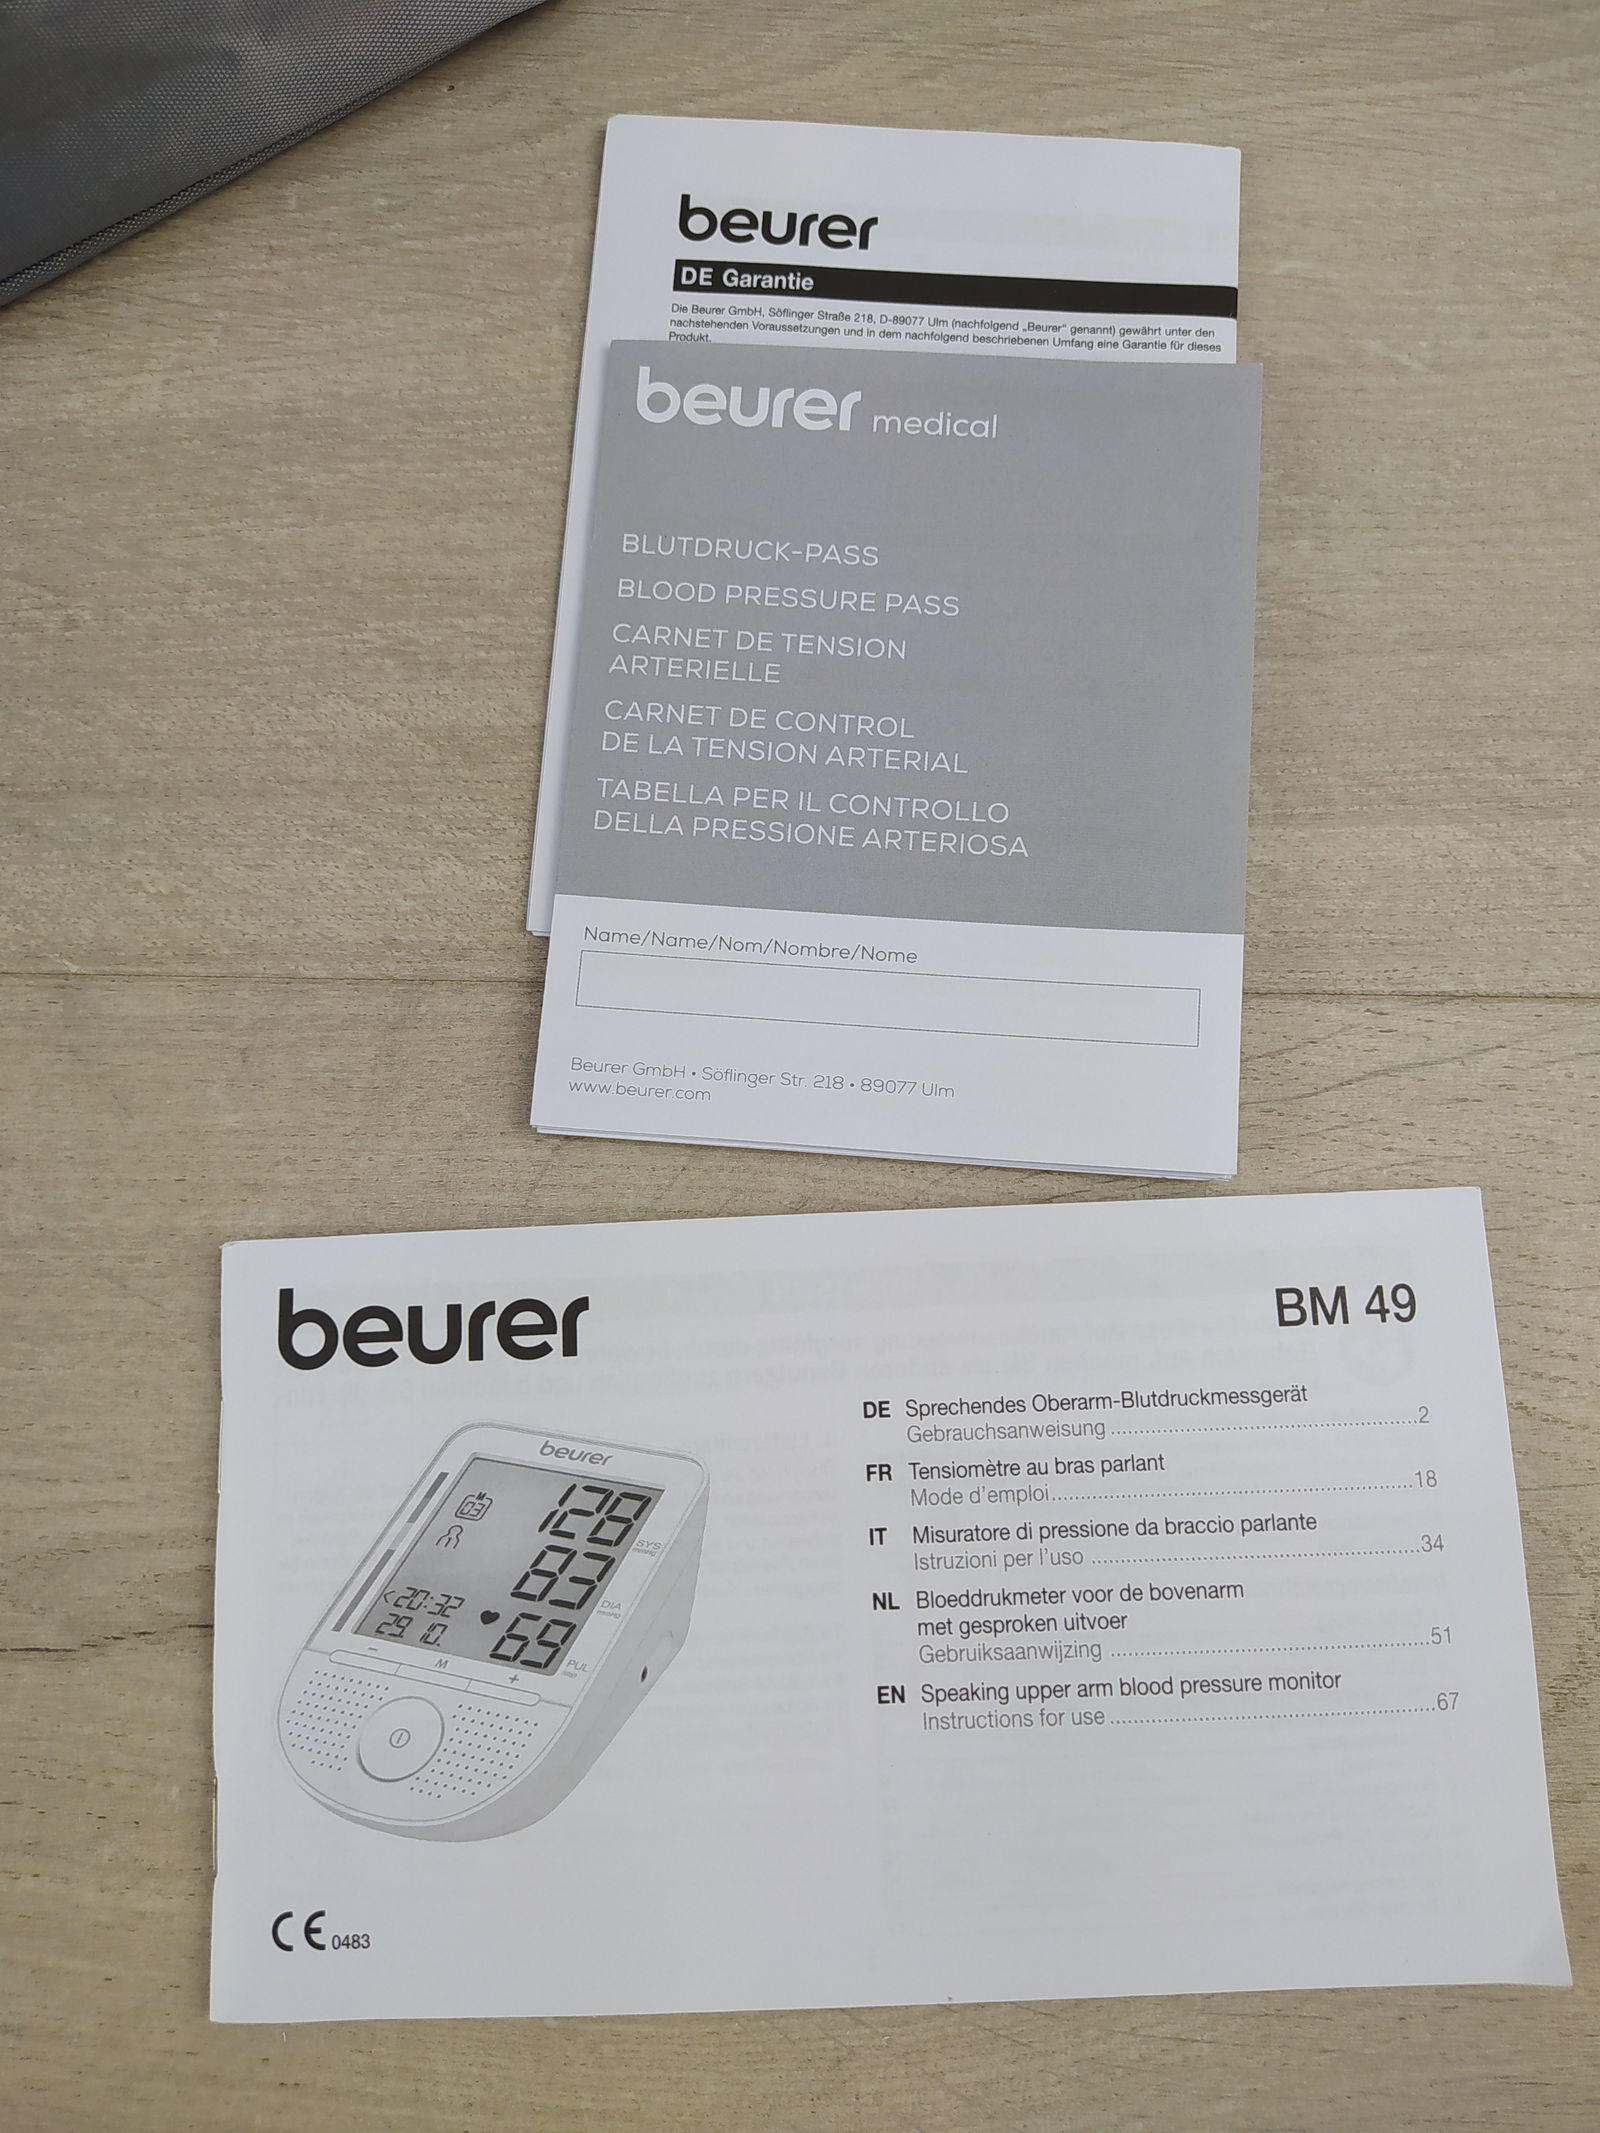 beurer
DE Garantie
Die Beurer GmbH, Söflinger Straße 218, D-89077 Ulm (nachfolgend „Beurer“ genannt) gewährt unter den
nachstehenden Voraussetzungen und in dem nachfolgend beschriebenen Umfang eine Garantie für dieses
Produkt.
beurer medical
BLUTDRUCK-PASS
BLOOD PRESSURE PASS
CARNET DE TENSION
ARTERIELLE
CARNET DE CONTROL
DE LA TENSION ARTERIAL
TABELLA PER IL CONTROLLO
DELLA PRESSIONE ARTERIOSA
Name/Name/Nom/Nombre/Nome
Beurer GmbH • Söflinger Str. 218 • 89077 Ulm
www.beurer.com
beurer
BM 49
beurer
M
03
128
SYS
mmHg
83
DIA
mmHg
20:32
29. 10.
69
PUL
− M +
DE Sprechendes Oberarm-Blutdruckmessgerät
Gebrauchsanweisung ..................................................2
FR Tensiomètre au bras parlant
Mode d’emploi..........................................................18
IT Misuratore di pressione da braccio parlante
Istruzioni per l’uso .....................................................34
NL Bloeddrukmeter voor de bovenarm
met gesproken uitvoer
Gebruiksaanwijzing ...................................................51
EN Speaking upper arm blood pressure monitor
Instructions for use ....................................................67
CE 0483